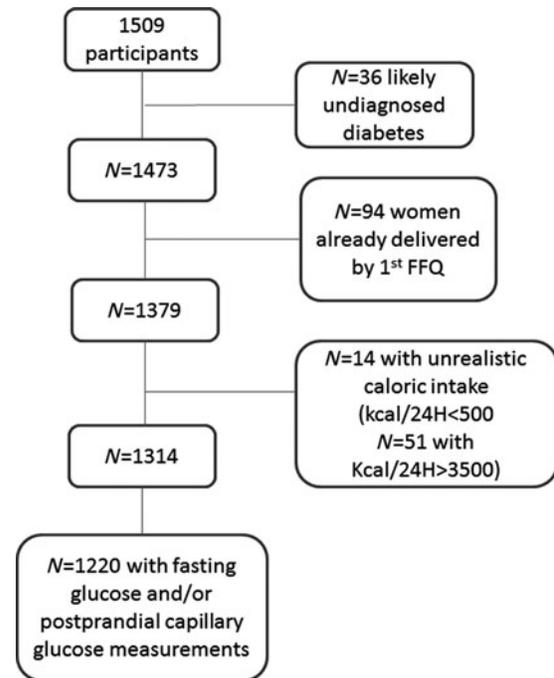 1509
participants
N=36 likely
undiagnosed
diabetes
N=1473
N=94 women
already delivered
by 1st FFQ
N=1379
N=14 with unrealistic
caloric intake
(kcal/24H<500
N=51 with
Kcal/24H>3500)
N=1314
N=1220 with fasting
glucose and/or
postprandial capillary
glucose measurements